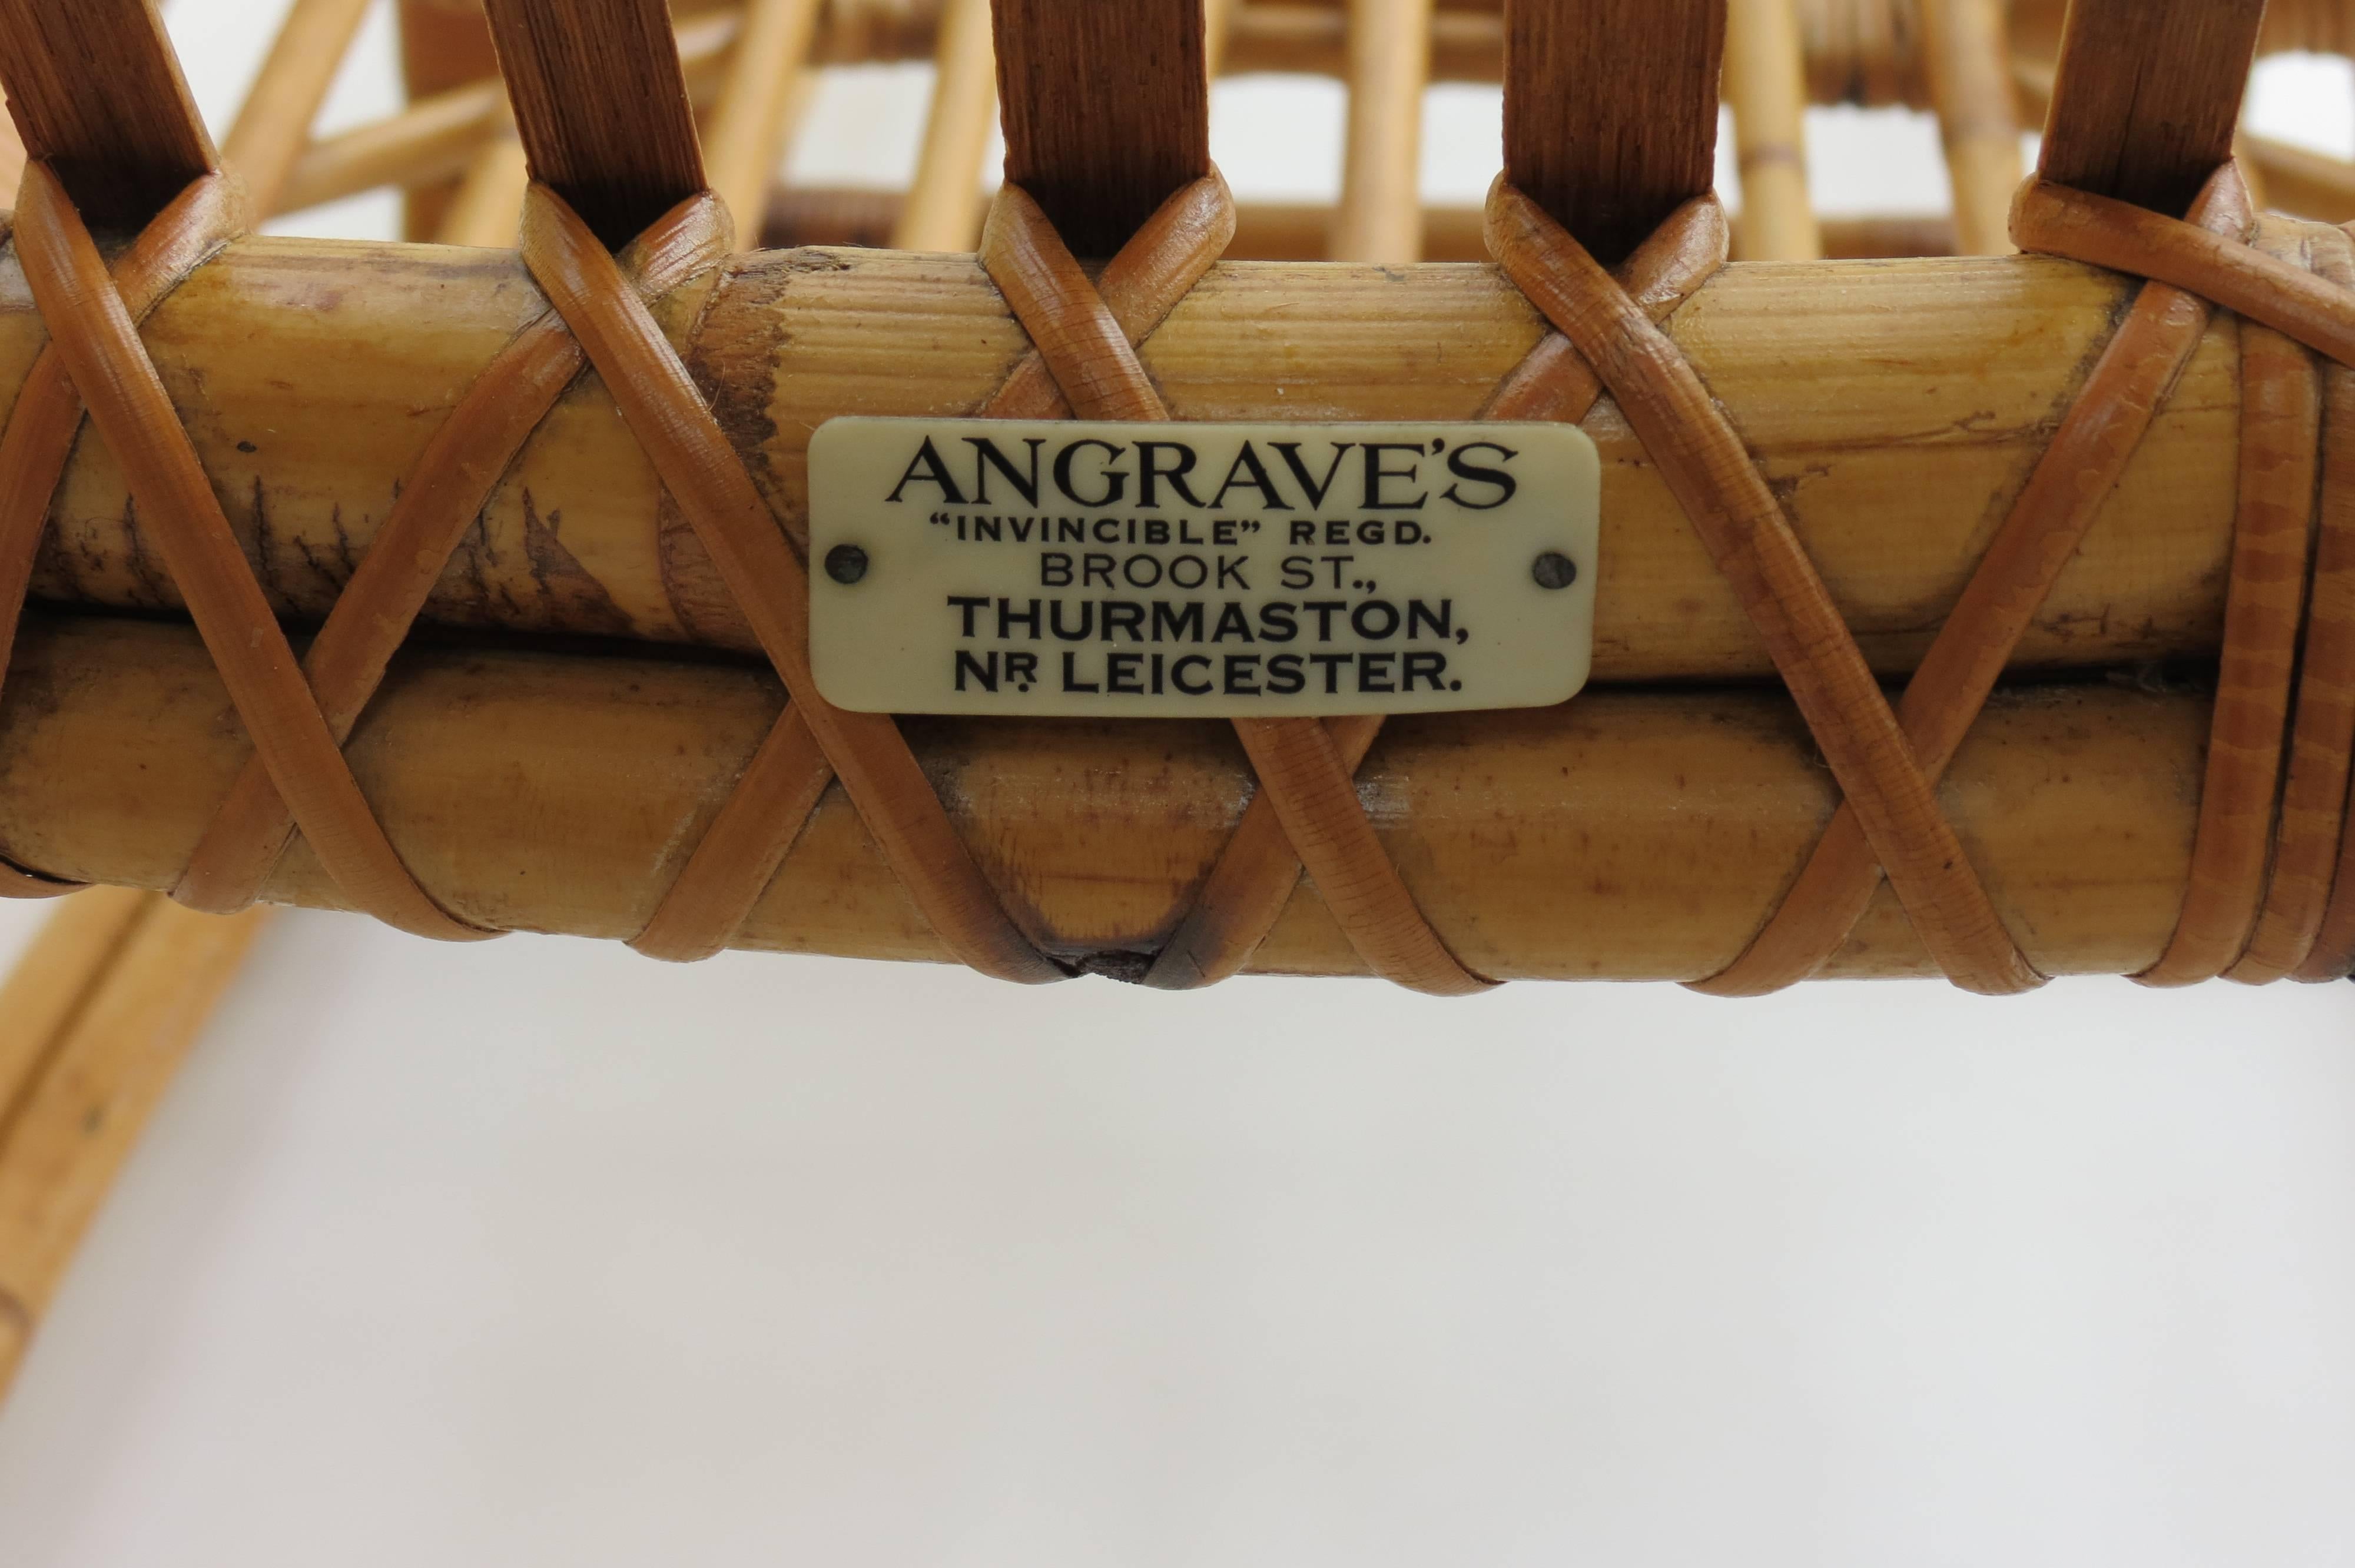 ANGRAVE'S
“INVINCIBLE” REGD.
BROOK ST.,
THURMASTON,
NR. LEICESTER.